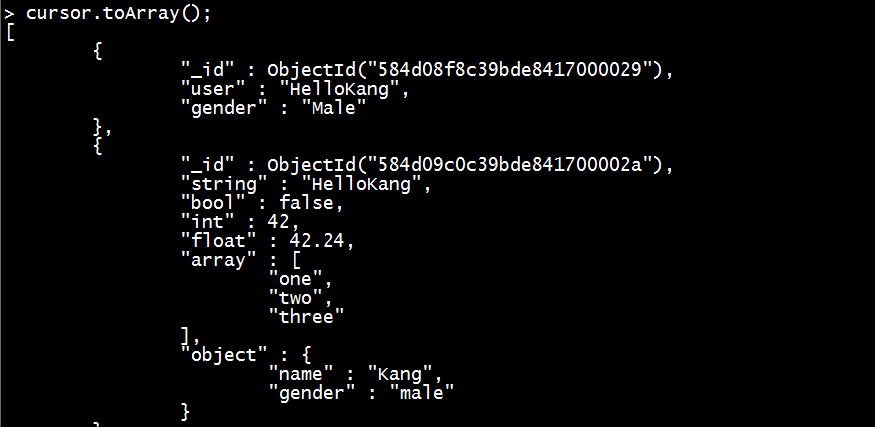 > cursor.toArray();
[
        {
                "_id" : ObjectId("584d08f8c39bde8417000029"),
                "user" : "HelloKang",
                "gender" : "Male"
        },
        {
                "_id" : ObjectId("584d09c0c39bde841700002a"),
                "string" : "HelloKang",
                "bool" : false,
                "int" : 42,
                "float" : 42.24,
                "array" : [
                        "one",
                        "two",
                        "three"
                ],
                "object" : {
                        "name" : "Kang",
                        "gender" : "male"
                }
        }